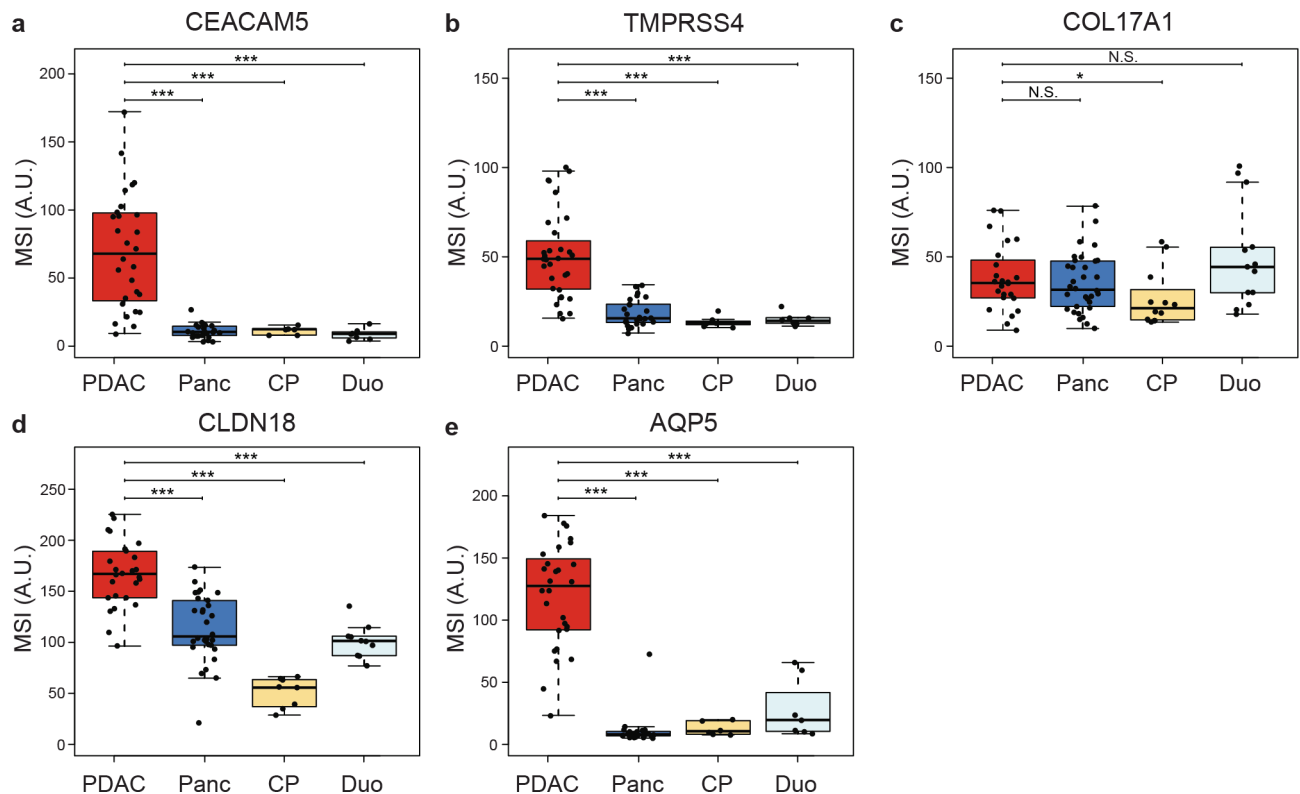 a CEACAM5
MSI (A.U.)
200
150
100
50
0
***
***
***
PDAC Panc CP Duo
b TMPRSS4
MSI (A.U.)
150
100
50
0
***
***
***
PDAC Panc CP Duo
c COL17A1
MSI (A.U.)
150
100
50
0
N.S.
*
N.S.
PDAC Panc CP Duo
d CLDN18
MSI (A.U.)
250
200
150
100
50
0
***
***
***
PDAC Panc CP Duo
e AQP5
MSI (A.U.)
200
150
100
50
0
***
***
***
PDAC Panc CP Duo